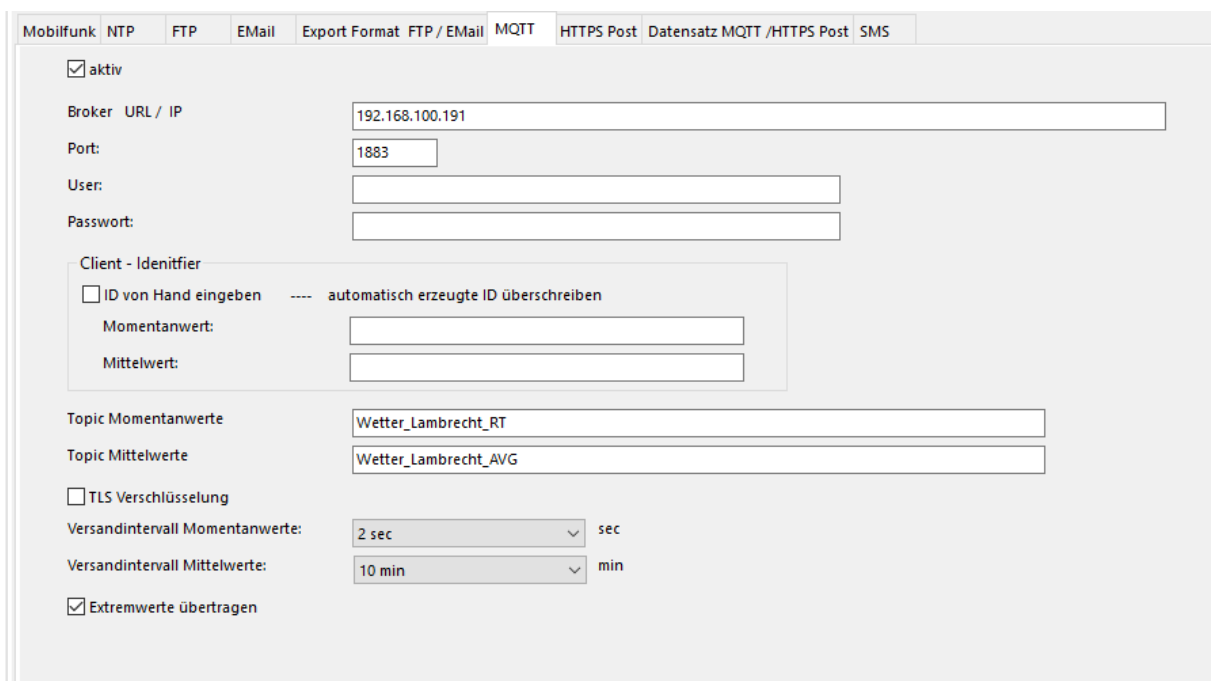 Mobilfunk NTP FTP EMail Export Format FTP / EMail MQTT HTTPS Post Datensatz MQTT /HTTPS Post SMS
aktiv
Broker URL / IP 192.168.100.191
Port: 1883
User:
Passwort:
Client - Idenitfier
ID von Hand eingeben ---- automatisch erzeugte ID überschreiben
Momentanwert:
Mittelwert:
Topic Momentanwerte Wetter_Lambrecht_RT
Topic Mittelwerte Wetter_Lambrecht_AVG
TLS Verschlüsselung
Versandintervall Momentanwerte: 2 sec sec
Versandintervall Mittelwerte: 10 min min
Extremwerte übertragen